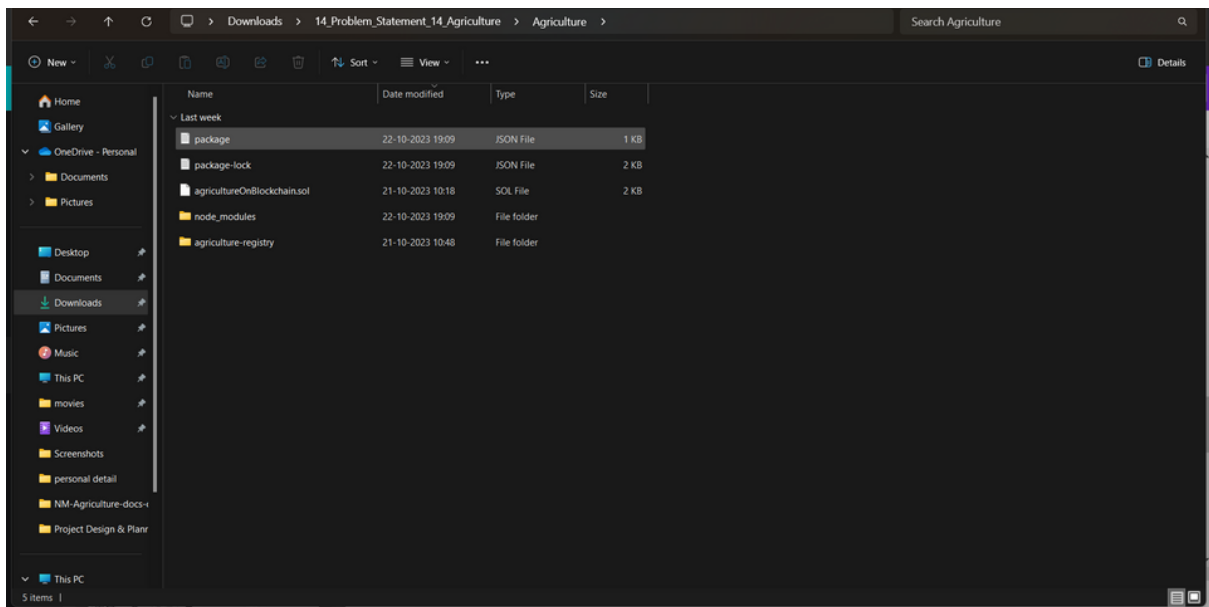 Downloads > 14_Problem_Statement_14_Agriculture > Agriculture >
Search Agriculture
New
Sort
View
Details
Home
Gallery
OneDrive - Personal
Documents
Pictures
Desktop
Documents
Downloads
Pictures
Music
This PC
movies
Videos
Screenshots
personal detail
NM-Agriculture-docs-
Project Design & Plan
This PC
Name Date modified Type Size
Last week
package 22-10-2023 19:09 JSON File 1 KB
package-lock 22-10-2023 19:09 JSON File 2 KB
agricultureOnBlockchain.sol 21-10-2023 10:18 SOL File 2 KB
node_modules 22-10-2023 19:09 File folder
agriculture-registry 21-10-2023 10:48 File folder
5 items